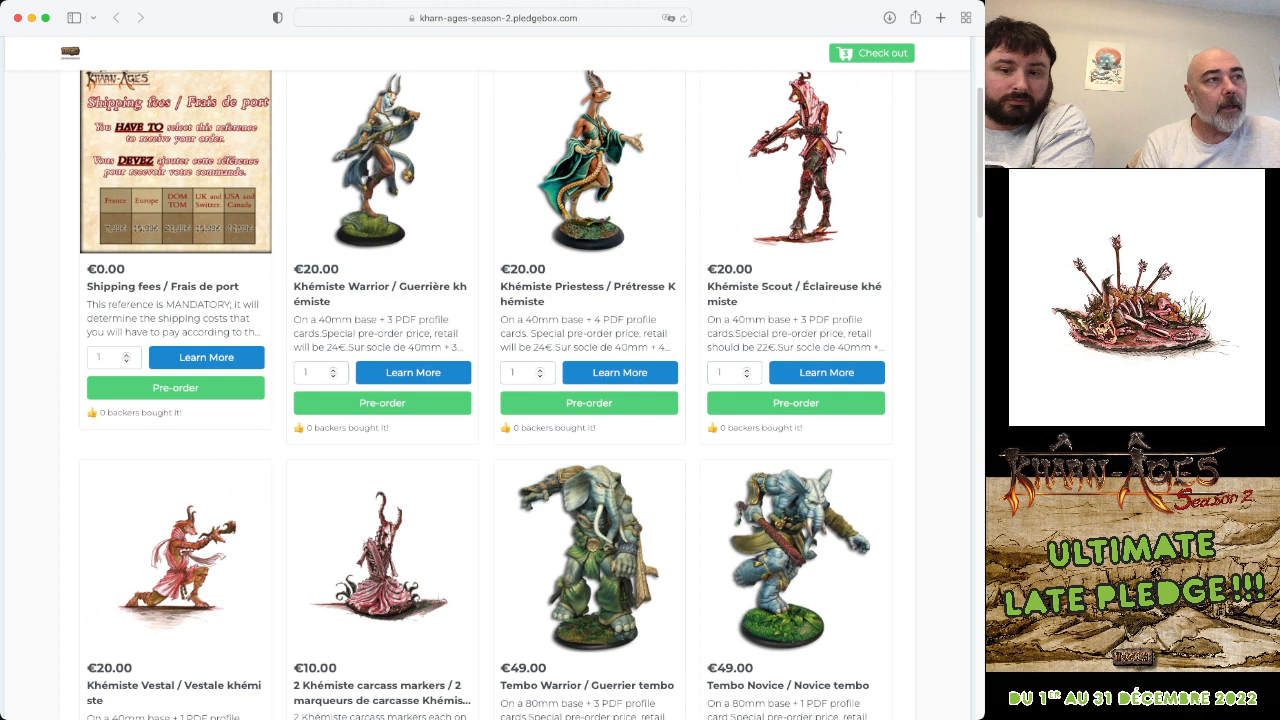 kharn-ages-season-2.pledgebox.com
3 Check out
KHARN-AGES
Shipping fees / Frais de port
You HAVE TO select this reference
to receive your order.
Vous DEVEZ ajouter cette référence
pour recevoir votre commande.
France Europe DOM TOM UK and Switzer. USA and Canada
€0.00
Shipping fees / Frais de port
This reference is MANDATORY; it will
determine the shipping costs that
you will have to pay according to th...
1 Learn More
Pre-order
👍 0 backers bought it!
€20.00
Khémiste Warrior / Guerrière kh
émiste
On a 40mm base + 3 PDF profile
cards.Special pre-order price, retail
will be 24€.Sur socle de 40mm + 3...
1 Learn More
Pre-order
👍 0 backers bought it!
€20.00
Khémiste Priestess / Prétresse K
hémiste
On a 40mm base + 4 PDF profile
cards. Special pre-order price, retail
will be 24€.Sur socle de 40mm + 4...
1 Learn More
Pre-order
👍 0 backers bought it!
€20.00
Khémiste Scout / Éclaireuse khé
miste
On a 40mm base + 3 PDF profile
cards.Special pre-order price, retail
should be 22€.Sur socle de 40mm +...
1 Learn More
Pre-order
👍 0 backers bought it!
€20.00
Khémiste Vestal / Vestale khémi
ste
On a 40mm base + 1 PDF profile
€10.00
2 Khémiste carcass markers / 2
marqueurs de carcasse Khémis...
2 Khémiste carcass markers each on
€49.00
Tembo Warrior / Guerrier tembo
On a 80mm base + 3 PDF profile
cards.Special pre-order price, retail
€49.00
Tembo Novice / Novice tembo
On a 80mm base + 1 PDF profile
card.Special pre-order price, retail
KHÂRN-ÂGES
Season 2
ULTIMATE
LATE PLEDGE !!!
DU 1ER AU 31 DÉCEMBRE 2022